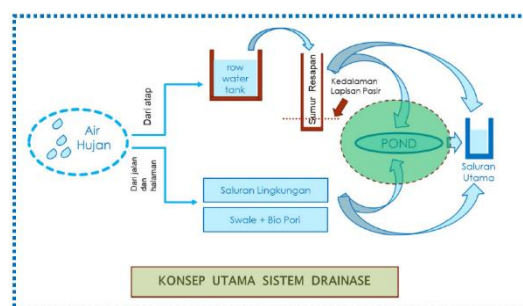 row
water
tank
Sumur Resapan
Kedalaman
Lapisan Pasir
Dari atap
Air
Hujan
Dari jalan
dan
halaman
POND
Saluran
Utama
Saluran Lingkungan
Swale + Bio Pori
KONSEP UTAMA SISTEM DRAINASE